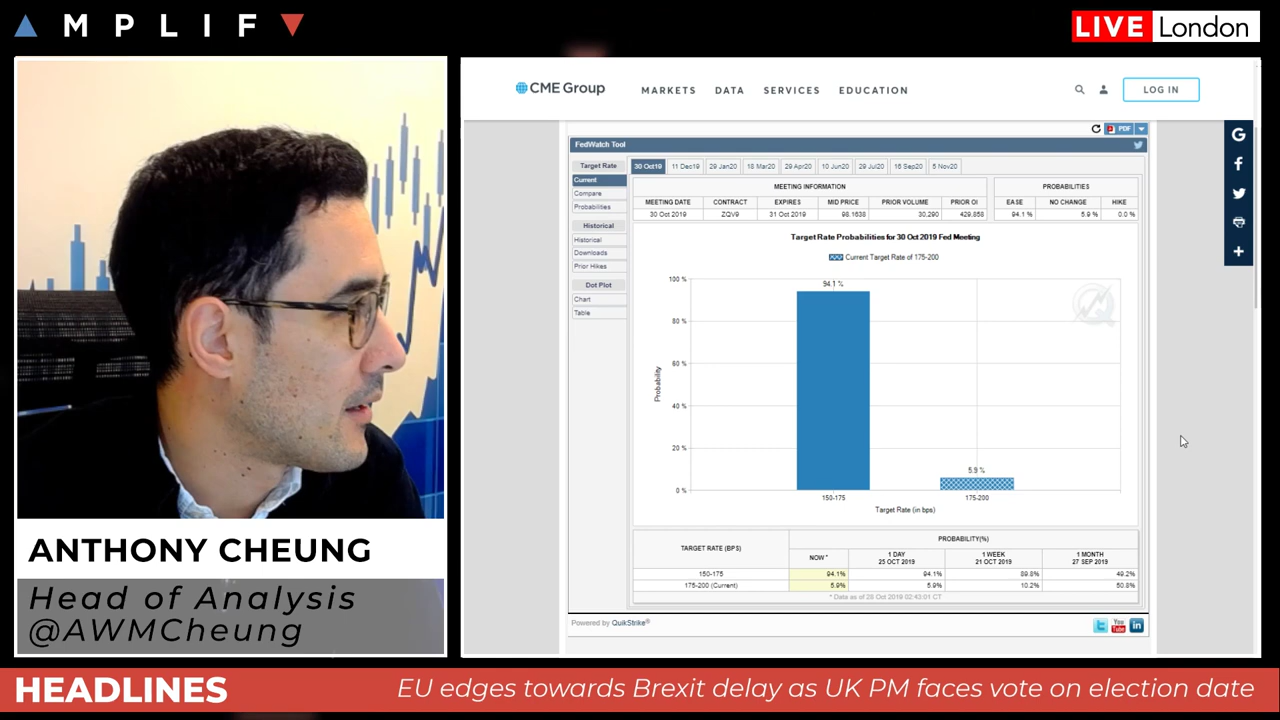 AMPLIFY
LIVE London
CME Group
MARKETS DATA SERVICES EDUCATION
LOG IN
PDF
FedWatch Tool
Target Rate
Current
Compare
Probabilities
Historical
Historical
Downloads
Prior Hikes
Dot Plot
Chart
Table
30 Oct19 11 Dec19 29 Jan20 18 Mar20 29 Apr20 10 Jun20 29 Jul20 16 Sep20 5 Nov20
MEETING INFORMATION
MEETING DATE CONTRACT EXPIRES MID PRICE PRIOR VOLUME PRIOR OI
30 Oct 2019 ZQV9 31 Oct 2019 98.1638 30,290 429,858
PROBABILITIES
EASE NO CHANGE HIKE
94.1 % 5.9 % 0.0 %
Target Rate Probabilities for 30 Oct 2019 Fed Meeting
Current Target Rate of 175-200
Probability
100 %
80 %
60 %
40 %
20 %
0 %
94.1 %
5.9 %
150-175 175-200
Target Rate (in bps)
TARGET RATE (BPS) PROBABILITY(%)
NOW * 1 DAY 25 OCT 2019 1 WEEK 21 OCT 2019 1 MONTH 27 SEP 2019
150-175 94.1% 94.1% 89.8% 49.2%
175-200 (Current) 5.9% 5.9% 10.2% 50.8%
* Data as of 28 Oct 2019 02:43:01 CT
Powered by QuikStrike®
You Tube
in
ANTHONY CHEUNG
Head of Analysis
@AWMCheung
HEADLINES EU edges towards Brexit delay as UK PM faces vote on election date